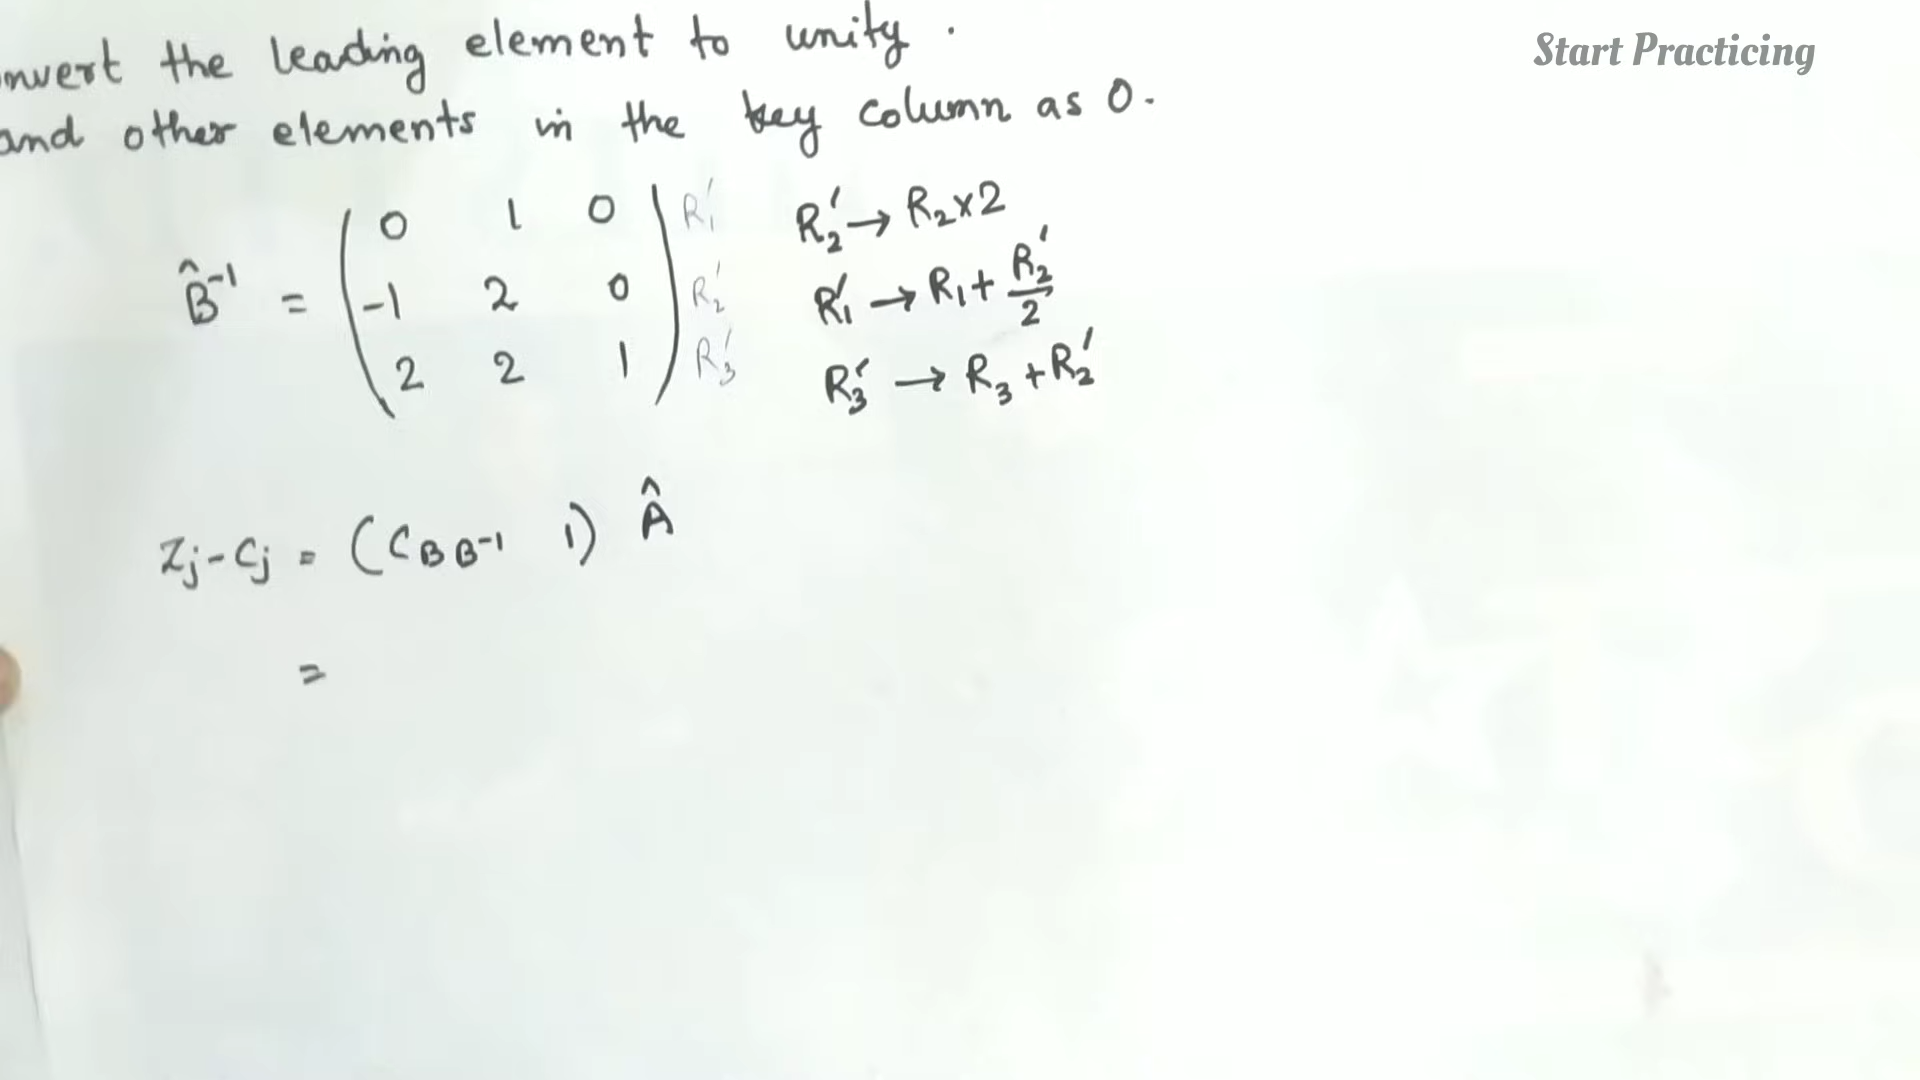 Start Practicing
nvert the leading element to unity.
and other elements in the key column as 0.
B̂⁻¹ = ( 0 1 0 ) R₁′ R₂′ → R₂×2
( -1 2 0 ) R₂′ R₁′ → R₁ + R₂′/2
( 2 2 1 ) R₃′ R₃′ → R₃ + R₂′
Zj - Cj = (C_B B⁻¹ 1) Â
=